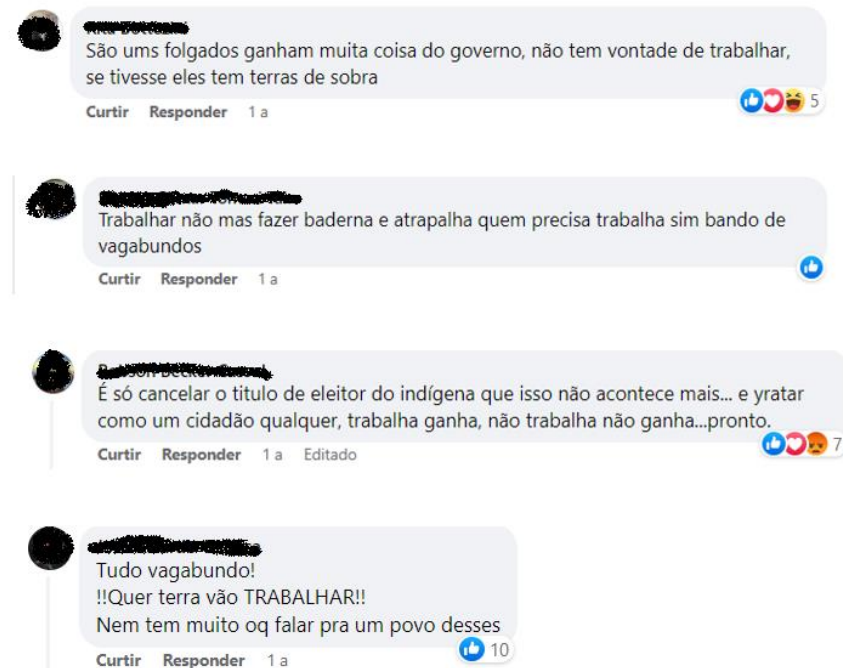 São ums folgados ganham muita coisa do governo, não tem vontade de trabalhar,
se tivesse eles tem terras de sobra
Curtir Responder 1 a 5
Trabalhar não mas fazer baderna e atrapalha quem precisa trabalha sim bando de
vagabundos
Curtir Responder 1 a
É só cancelar o titulo de eleitor do indígena que isso não acontece mais... e yratar
como um cidadão qualquer, trabalha ganha, não trabalha não ganha...pronto.
Curtir Responder 1 a Editado 7
Tudo vagabundo!
!!Quer terra vão TRABALHAR!!
Nem tem muito oq falar pra um povo desses
Curtir Responder 1 a 10